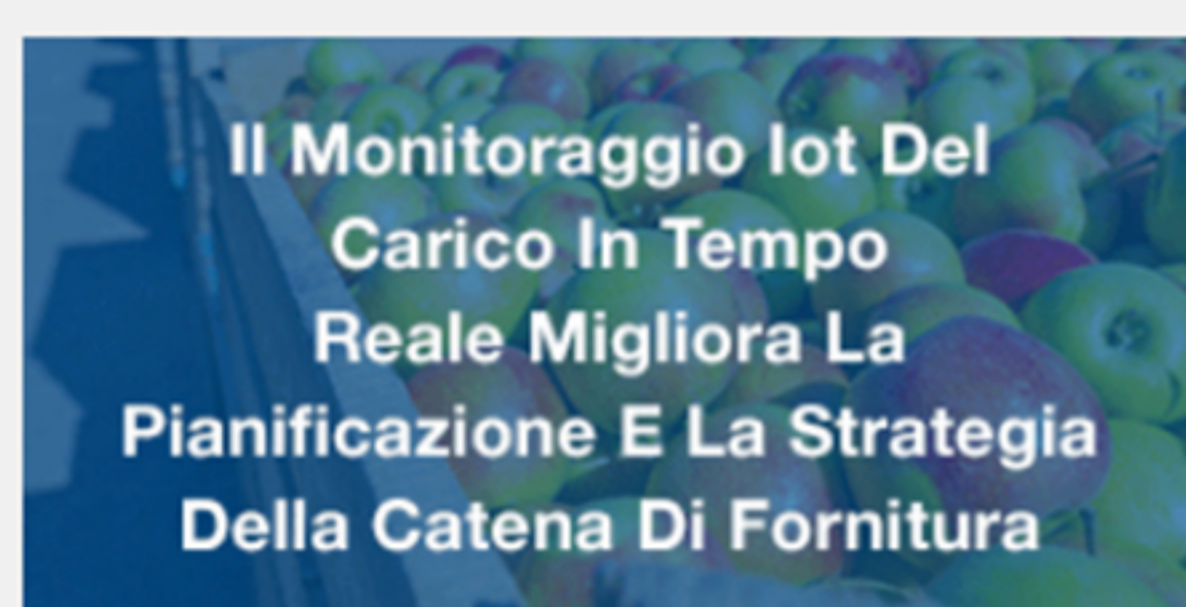 Il Monitoraggio Iot Del
Carico In Tempo
Reale Migliora La
Pianificazione E La Strategia
Della Catena Di Fornitura